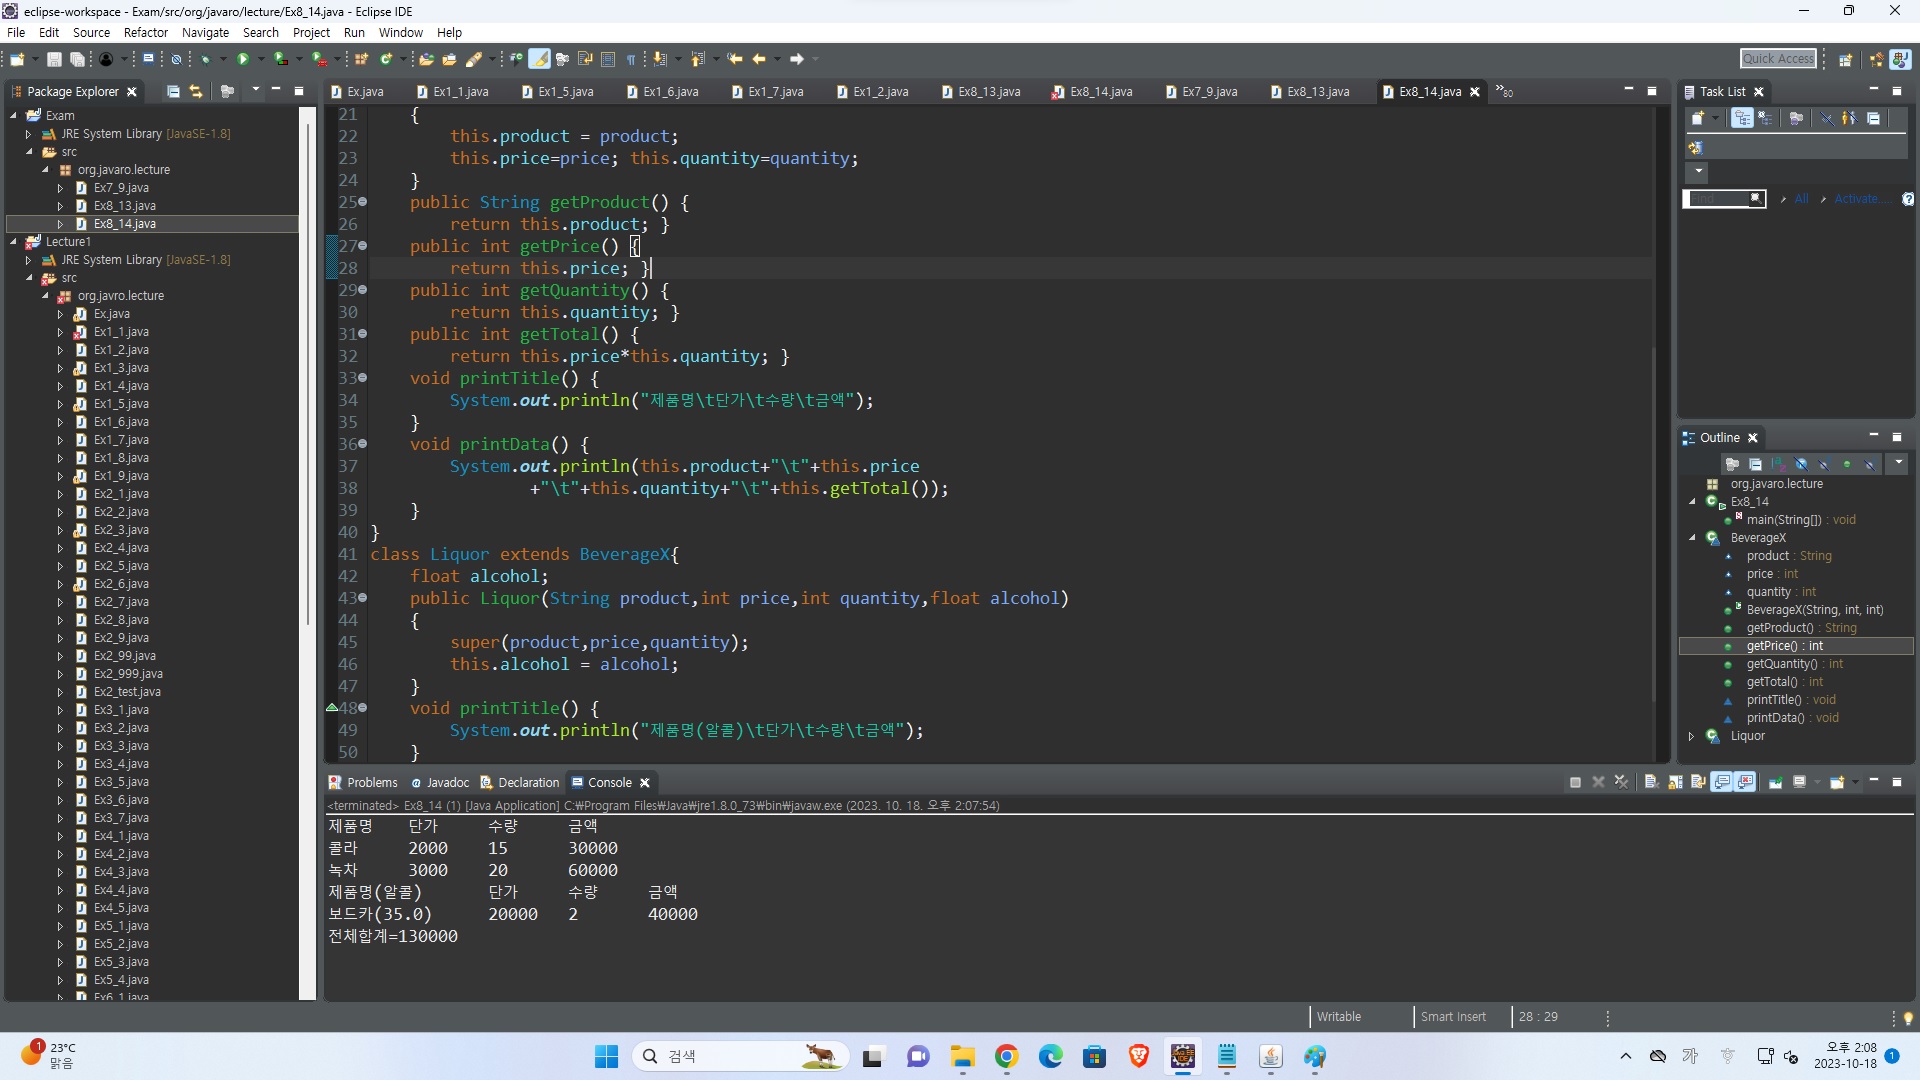 eclipse-workspace - Exam/src/org/javaro/lecture/Ex8_14.java - Eclipse IDE
File Edit Source Refactor Navigate Search Project Run Window Help
Quick Access
Package Explorer
Exam
JRE System Library [JavaSE-1.8]
src
org.javaro.lecture
Ex7_9.java
Ex8_13.java
Ex8_14.java
Lecture1
JRE System Library [JavaSE-1.8]
src
org.javro.lecture
Ex.java
Ex1_1.java
Ex1_2.java
Ex1_3.java
Ex1_4.java
Ex1_5.java
Ex1_6.java
Ex1_7.java
Ex1_8.java
Ex1_9.java
Ex2_1.java
Ex2_2.java
Ex2_3.java
Ex2_4.java
Ex2_5.java
Ex2_6.java
Ex2_7.java
Ex2_8.java
Ex2_9.java
Ex2_99.java
Ex2_999.java
Ex2_test.java
Ex3_1.java
Ex3_2.java
Ex3_3.java
Ex3_4.java
Ex3_5.java
Ex3_6.java
Ex3_7.java
Ex4_1.java
Ex4_2.java
Ex4_3.java
Ex4_4.java
Ex4_5.java
Ex5_1.java
Ex5_2.java
Ex5_3.java
Ex5_4.java
Ex6_1.java
Ex.java Ex1_1.java Ex1_5.java Ex1_6.java Ex1_7.java Ex1_2.java Ex8_13.java Ex8_14.java Ex7_9.java Ex8_13.java Ex8_14.java »80
21 {
22 this.product = product;
23 this.price=price; this.quantity=quantity;
24 }
25 public String getProduct() {
26 return this.product; }
27 public int getPrice() {
28 return this.price; }
29 public int getQuantity() {
30 return this.quantity; }
31 public int getTotal() {
32 return this.price*this.quantity; }
33 void printTitle() {
34 System.out.println("제품명\t단가\t수량\t금액");
35 }
36 void printData() {
37 System.out.println(this.product+"\t"+this.price
38 +"\t"+this.quantity+"\t"+this.getTotal());
39 }
40 }
41 class Liquor extends BeverageX{
42 float alcohol;
43 public Liquor(String product,int price,int quantity,float alcohol)
44 {
45 super(product,price,quantity);
46 this.alcohol = alcohol;
47 }
48 void printTitle() {
49 System.out.println("제품명(알콜)\t단가\t수량\t금액");
50 }
Problems Javadoc Declaration Console
<terminated> Ex8_14 (1) [Java Application] C:₩Program Files₩Java₩jre1.8.0_73₩bin₩javaw.exe (2023. 10. 18. 오후 2:07:54)
제품명 단가 수량 금액
콜라 2000 15 30000
녹차 3000 20 60000
제품명(알콜) 단가 수량 금액
보드카(35.0) 20000 2 40000
전체합계=130000
Task List
Find All Activate...
Outline
org.javaro.lecture
Ex8_14
main(String[]) : void
BeverageX
product : String
price : int
quantity : int
BeverageX(String, int, int)
getProduct() : String
getPrice() : int
getQuantity() : int
getTotal() : int
printTitle() : void
printData() : void
Liquor
Writable Smart Insert 28 : 29
1
23°C
맑음
검색
가
오후 2:08
2023-10-18
1